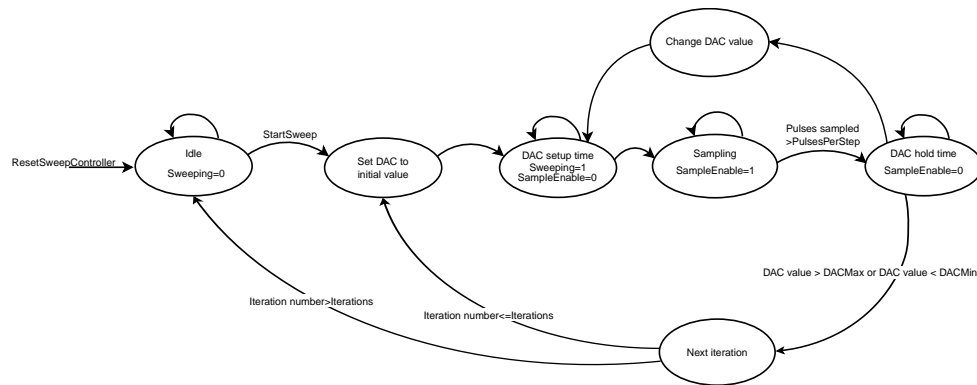 Change DAC value
StartSweep
Pulses sampled
>PulsesPerStep
ResetSweepController
Idle
Sweeping=0
Set DAC to
initial value
DAC setup time
Sweeping=1
SampleEnable=0
Sampling
SampleEnable=1
DAC hold time
SampleEnable=0
DAC value > DACMax or DAC value < DACMin
Iteration number>Iterations
Iteration number<=Iterations
Next iteration